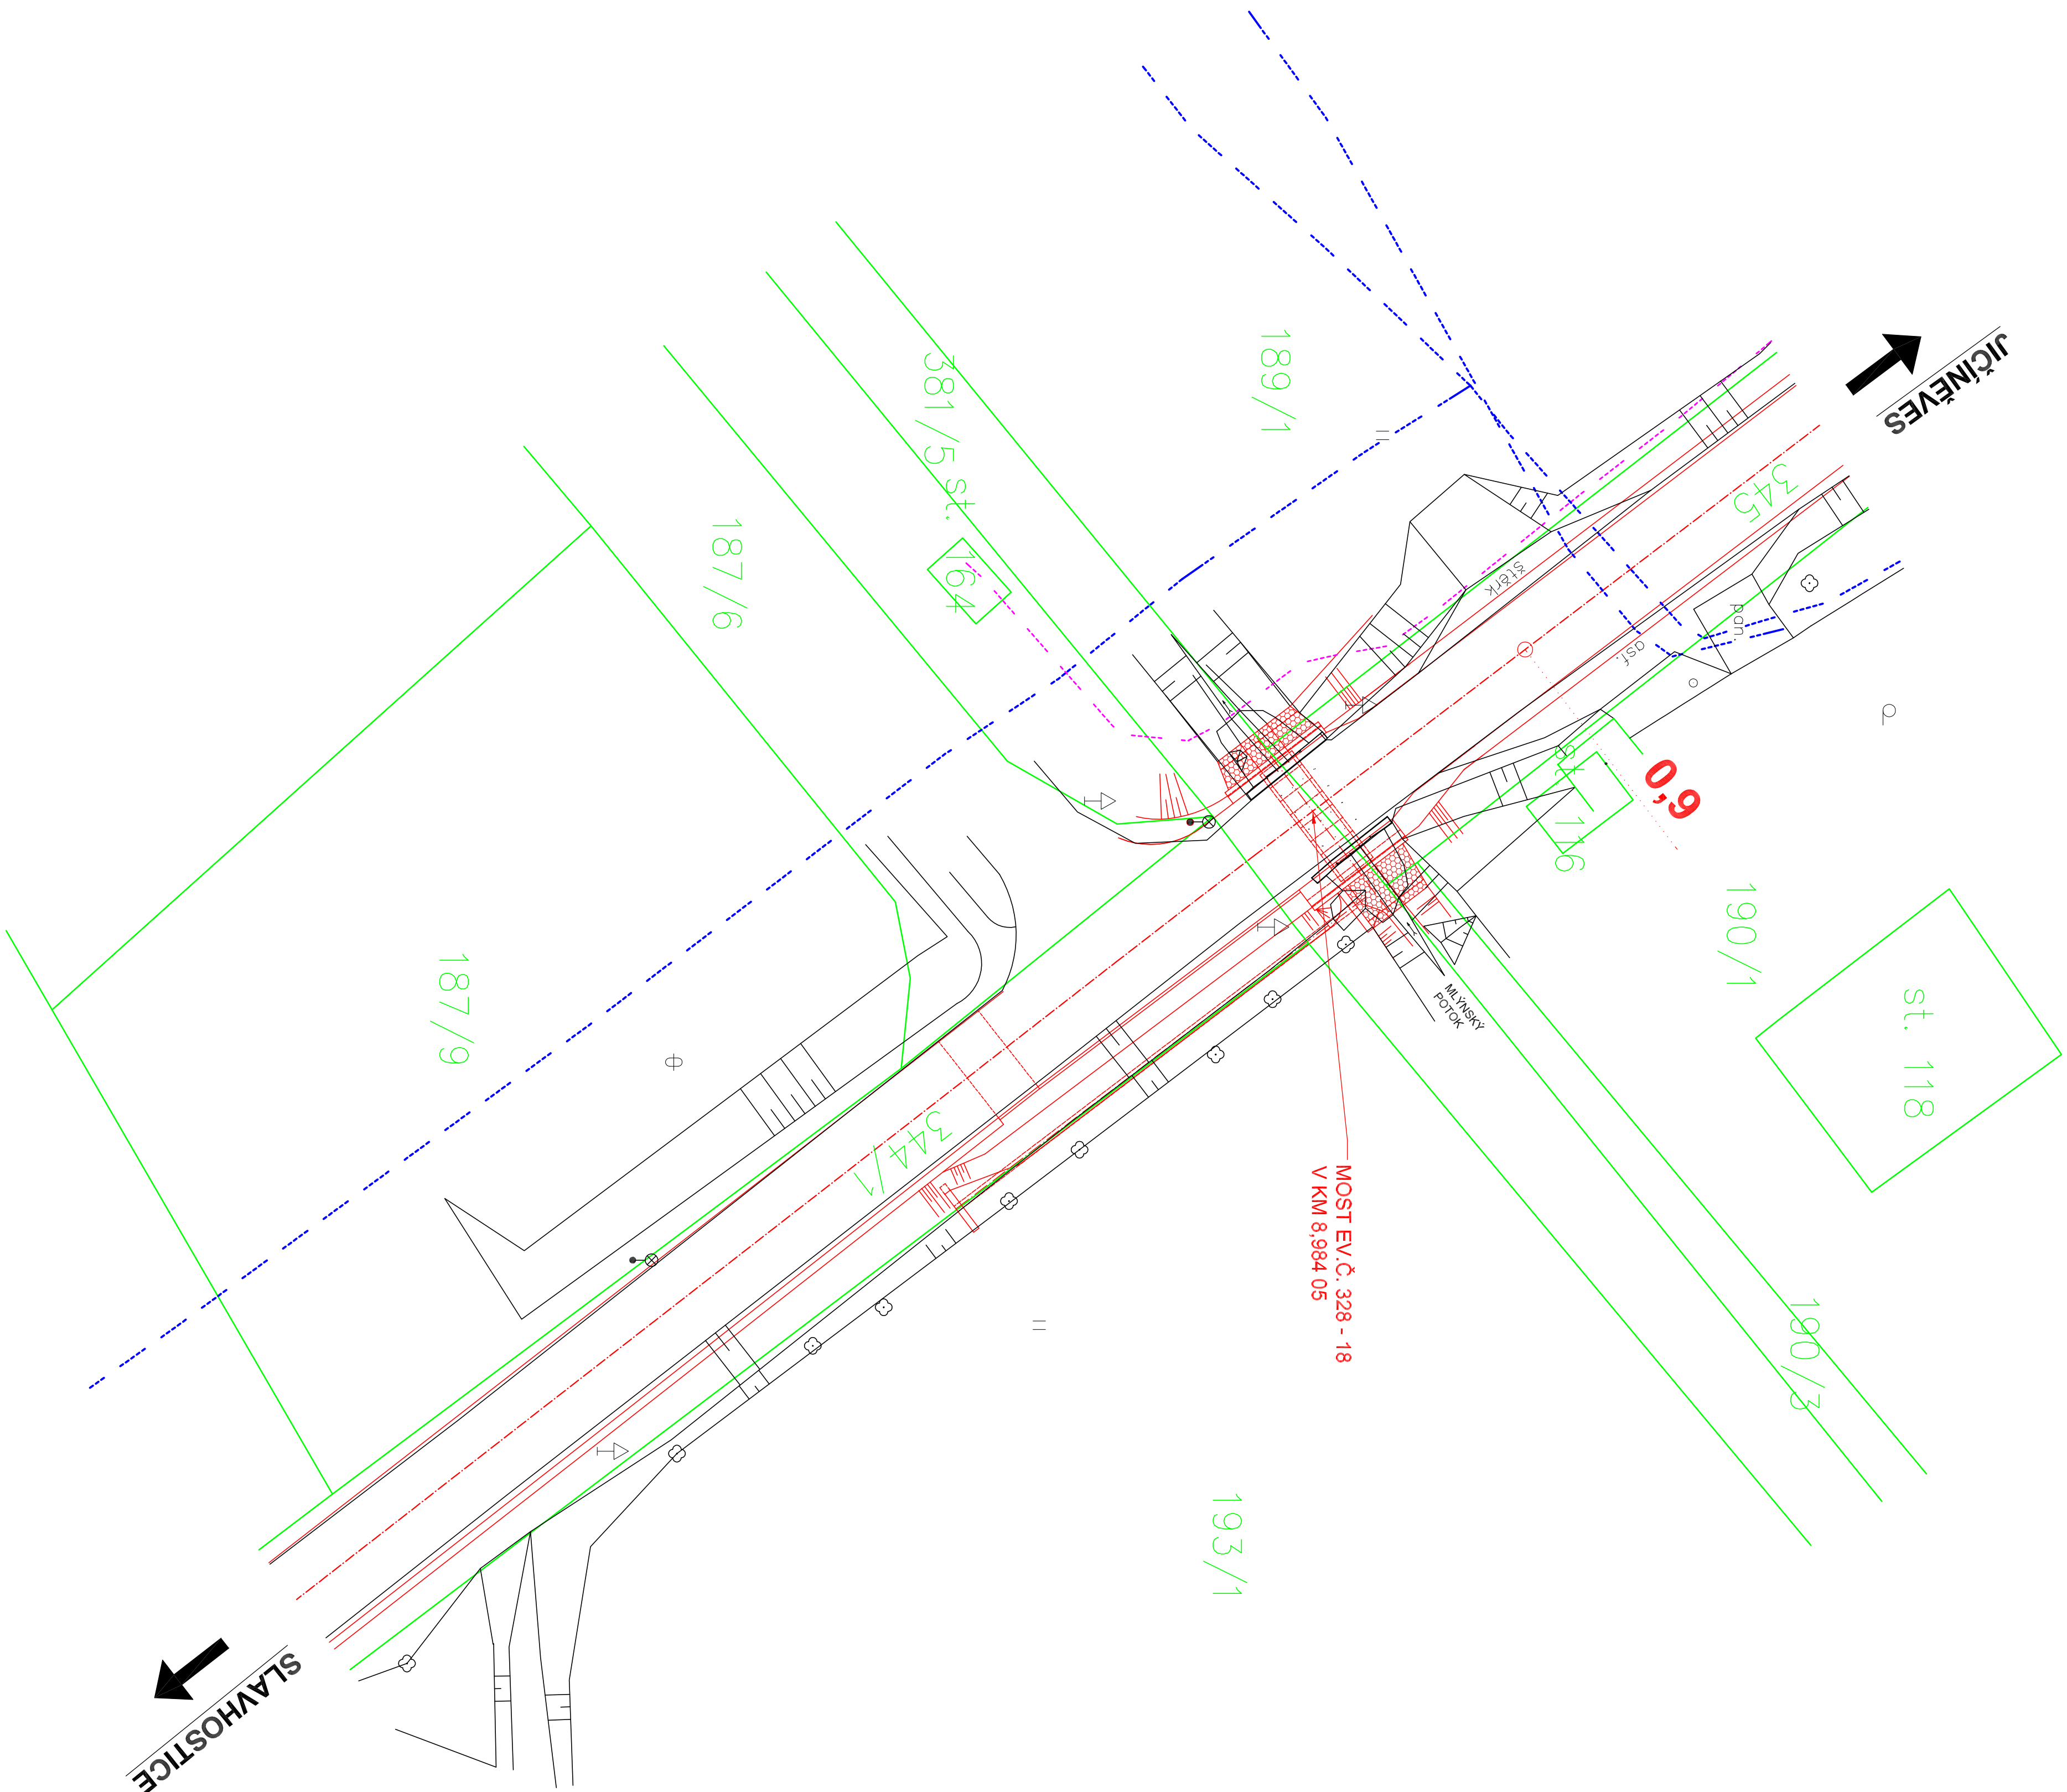 JIČÍNĚVES
189/1
381/5
st. 164
187/6
345
štěrk
pan.
asf.
9,0
st. 116
190/1
st. 118
187/9
MLÝNSKÝ
POTOK
344/1
MOST EV.Č. 328 - 18
V KM 8,984 05
190/3
193/1
SLAVHOSTICE